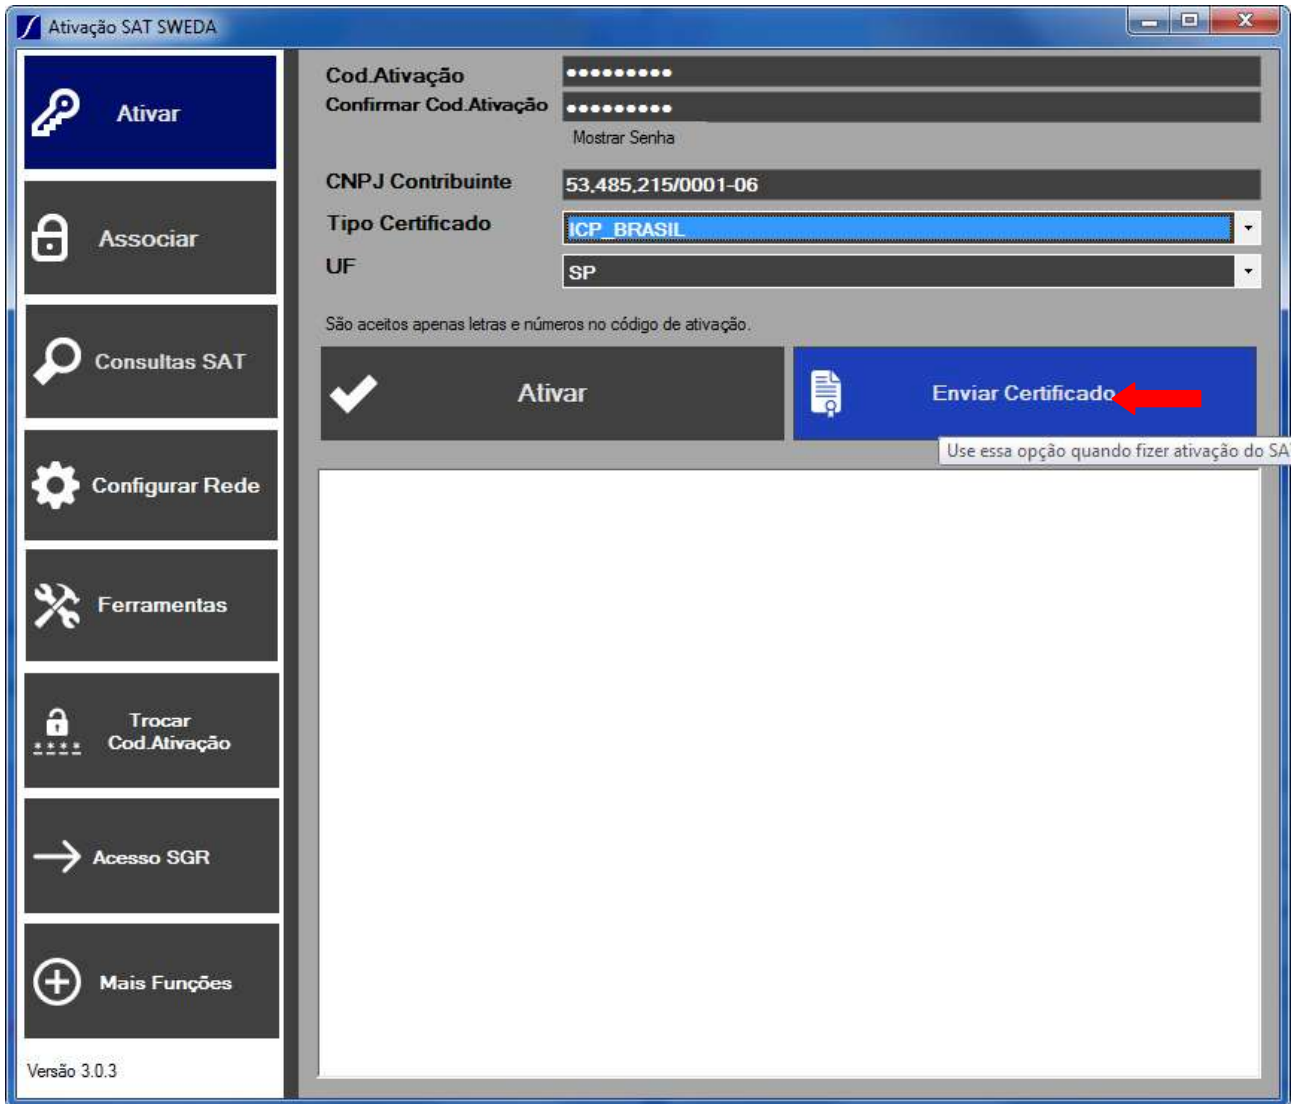 Ativação SAT SWEDA
Ativar
Associar
Consultas SAT
Configurar Rede
Ferramentas
Trocar
Cod.Ativação
Acesso SGR
Mais Funções
Versão 3.0.3
Cod.Ativação
•••••••••
Confirmar Cod.Ativação
•••••••••
Mostrar Senha
CNPJ Contribuinte
53,485,215/0001-06
Tipo Certificado
ICP_BRASIL
UF
SP
São aceitos apenas letras e números no código de ativação.
Ativar
Enviar Certificado
Use essa opção quando fizer ativação do SA